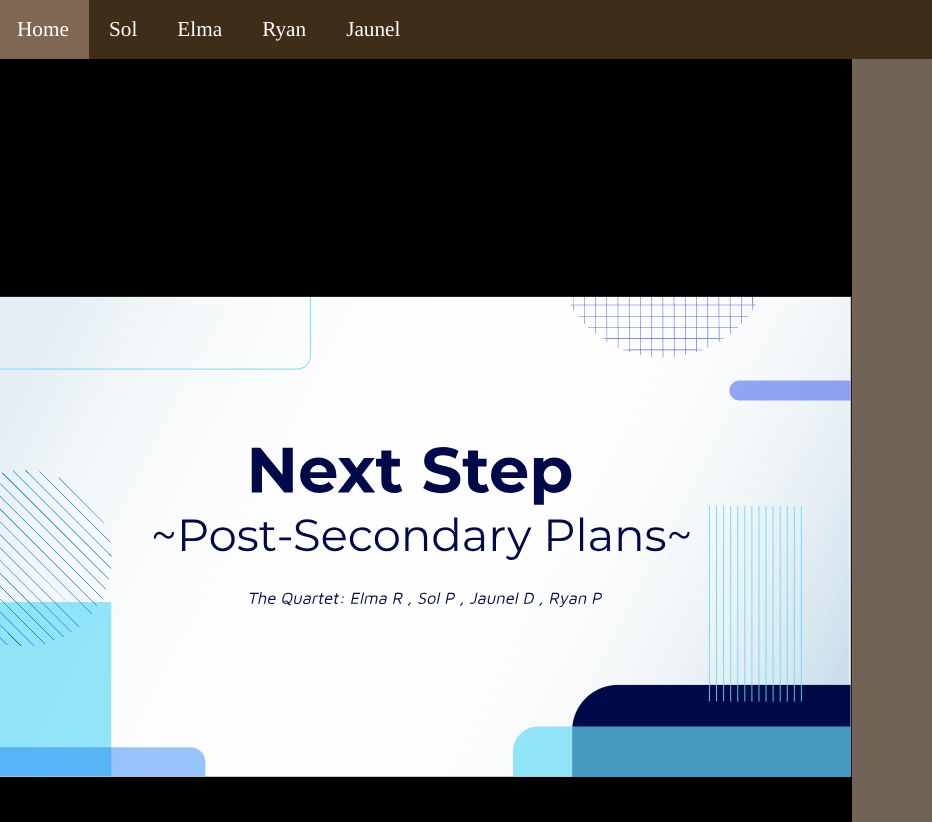 Home Sol Elma Ryan Jaunel
Next Step
~Post-Secondary Plans~
The Quartet: Elma R , Sol P , Jaunel D , Ryan P